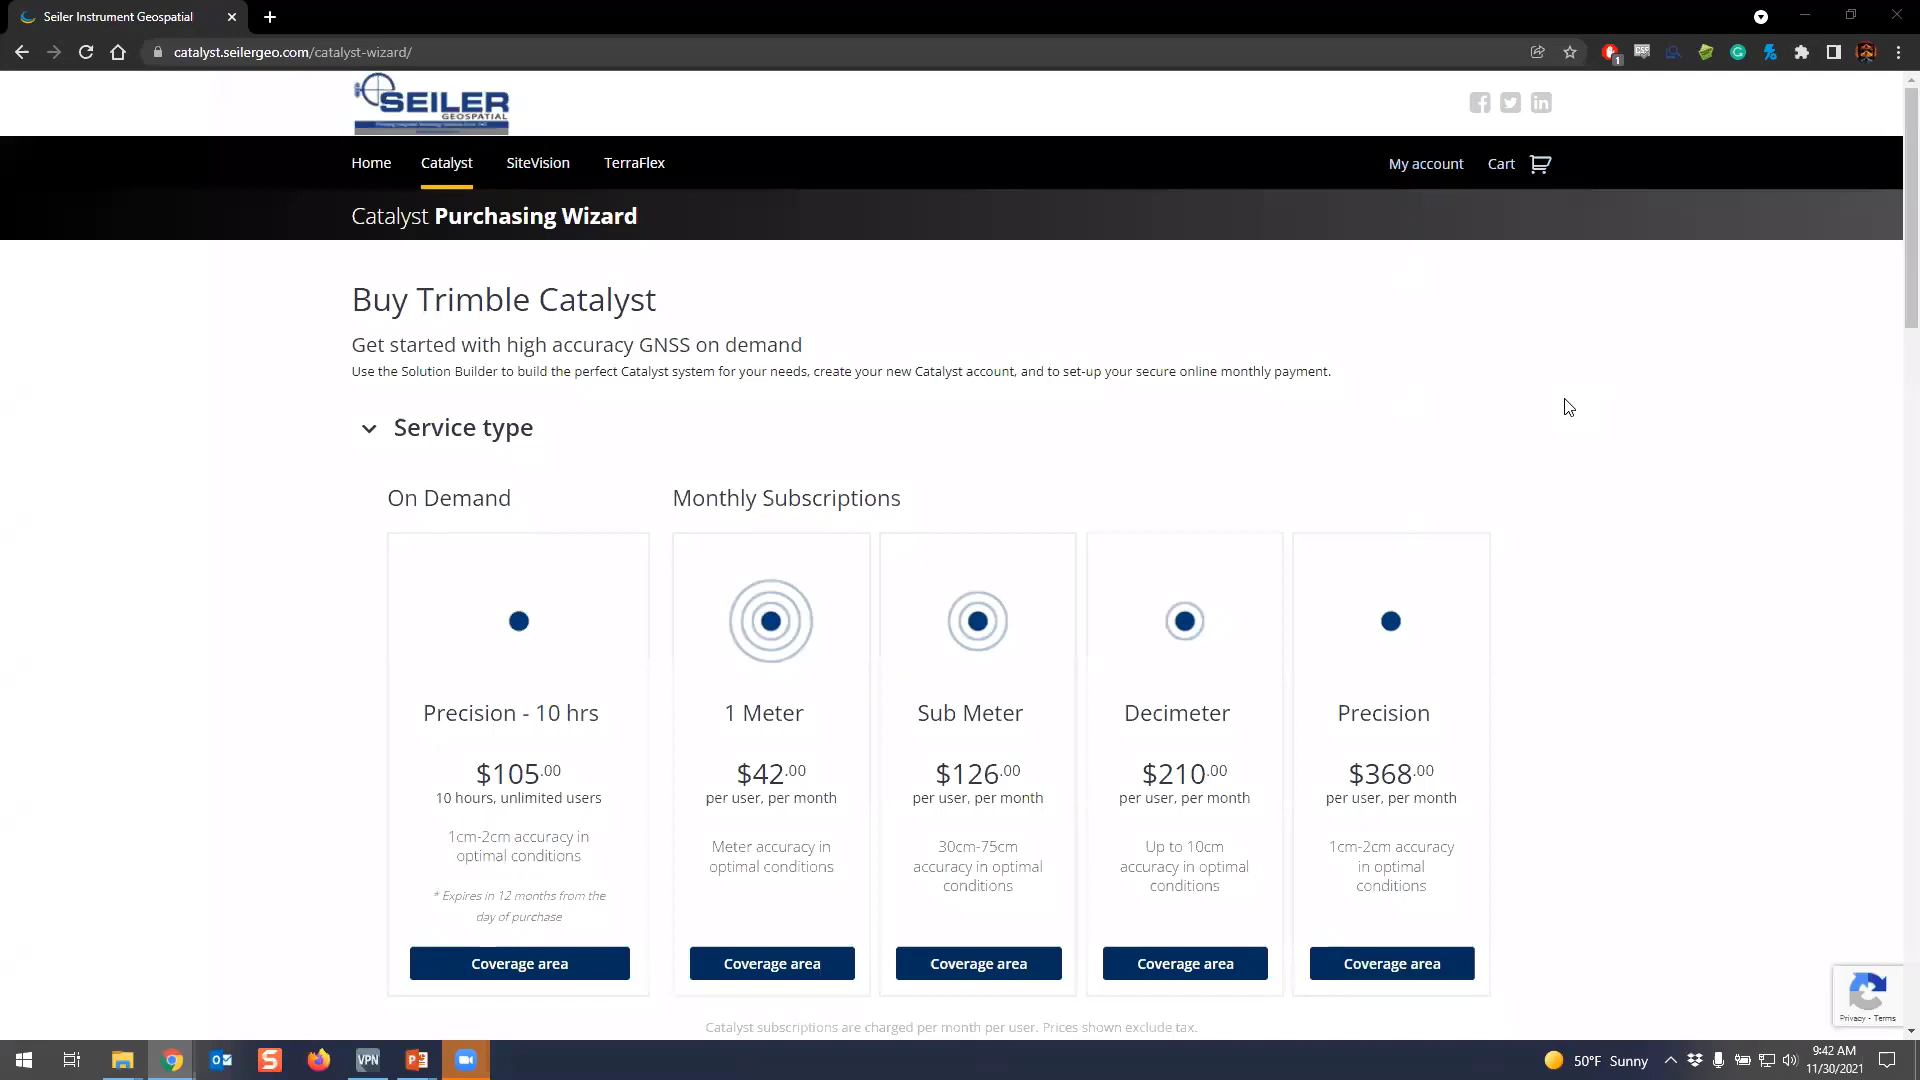 Seiler Instrument Geospatial
catalyst.seilergeo.com/catalyst-wizard/
1
CSP
SEILER
GEOSPATIAL
Home
Catalyst
SiteVision
TerraFlex
My account
Cart
Catalyst Purchasing Wizard
Buy Trimble Catalyst
Get started with high accuracy GNSS on demand
Use the Solution Builder to build the perfect Catalyst system for your needs, create your new Catalyst account, and to set-up your secure online monthly payment.
Service type
On Demand
Monthly Subscriptions
Precision - 10 hrs
$105.00
10 hours, unlimited users
1cm-2cm accuracy in
optimal conditions
* Expires in 12 months from the
day of purchase
Coverage area
1 Meter
$42.00
per user, per month
Meter accuracy in
optimal conditions
Coverage area
Sub Meter
$126.00
per user, per month
30cm-75cm
accuracy in optimal
conditions
Coverage area
Decimeter
$210.00
per user, per month
Up to 10cm
accuracy in optimal
conditions
Coverage area
Precision
$368.00
per user, per month
1cm-2cm accuracy
in optimal
conditions
Coverage area
Catalyst subscriptions are charged per month per user. Prices shown exclude tax.
Privacy - Terms
VPN
50°F Sunny
9:42 AM
11/30/2021